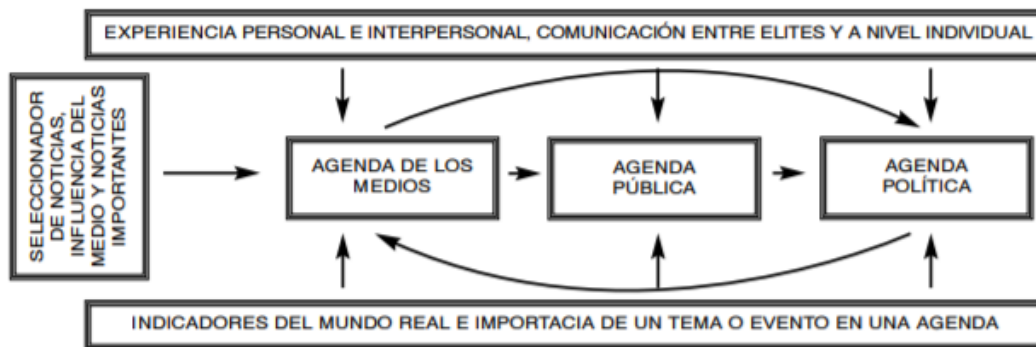 EXPERIENCIA PERSONAL E INTERPERSONAL, COMUNICACIÓN ENTRE ELITES Y A NIVEL INDIVIDUAL
SELECCIONADOR
DE NOTICIAS,
INFLUENCIA DEL
MEDIO Y NOTICIAS
IMPORTANTES
AGENDA DE LOS
MEDIOS
AGENDA
PÚBLICA
AGENDA
POLÍTICA
INDICADORES DEL MUNDO REAL E IMPORTACIA DE UN TEMA O EVENTO EN UNA AGENDA